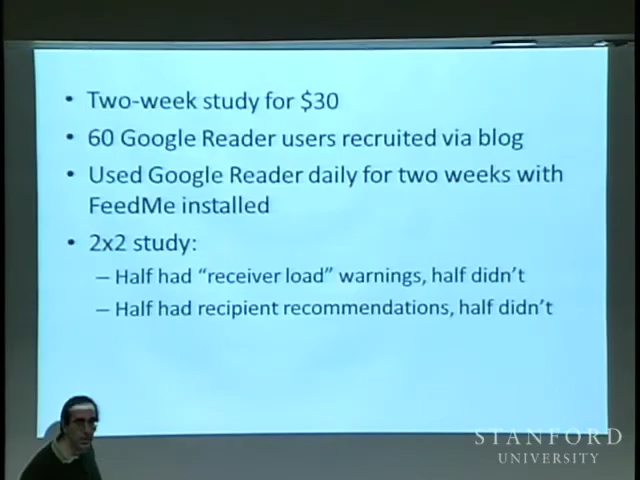 • Two-week study for $30
• 60 Google Reader users recruited via blog
• Used Google Reader daily for two weeks with
FeedMe installed
• 2x2 study:
– Half had “receiver load” warnings, half didn’t
– Half had recipient recommendations, half didn’t
STANFORD
UNIVERSITY